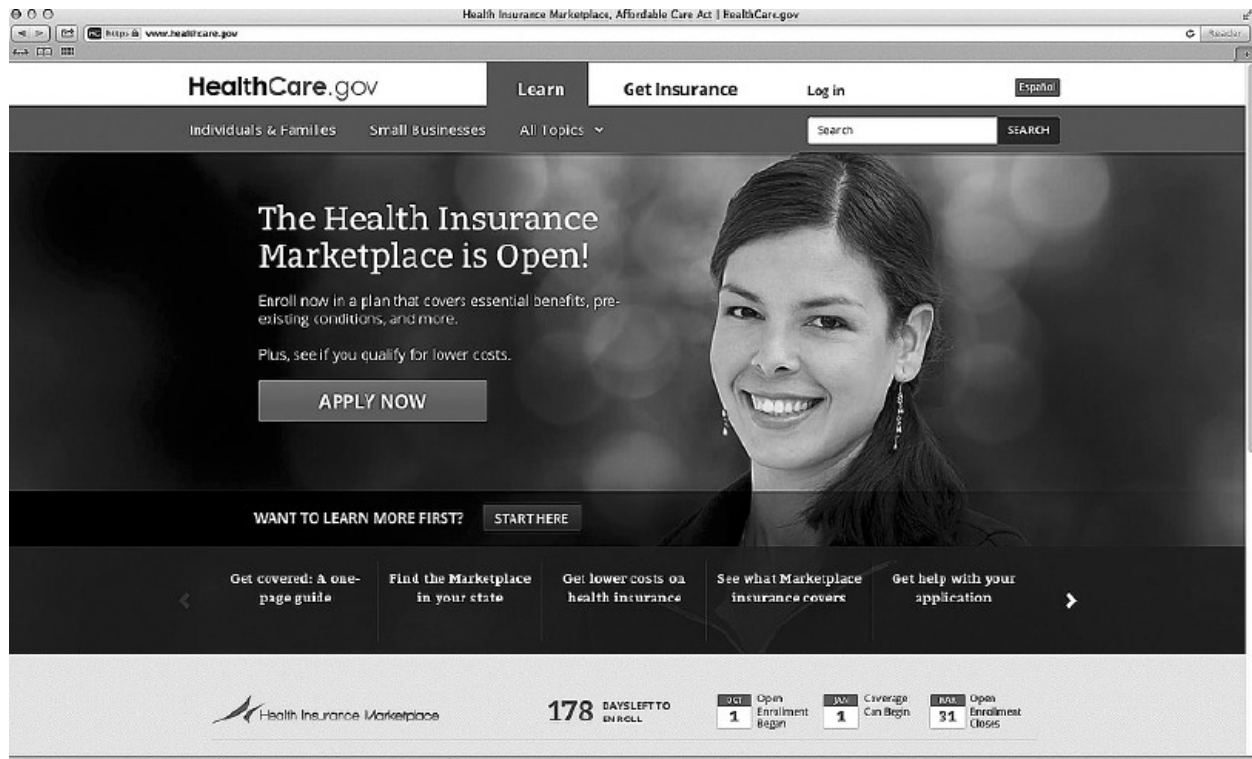 Health Insurance Marketplace, Affordable Care Act | HealthCare.gov
https www.healthcare.gov
Reader
HealthCare.gov
Learn
Get Insurance
Log in
Español
Individuals & Families
Small Businesses
All Topics
Search
SEARCH
The Health Insurance
Marketplace is Open!
Enroll now in a plan that covers essential benefits, pre-
existing conditions, and more.
Plus, see if you qualify for lower costs.
APPLY NOW
WANT TO LEARN MORE FIRST?
START HERE
Get covered: A one-
page guide
Find the Marketplace
in your state
Get lower costs on
health insurance
See what Marketplace
insurance covers
Get help with your
application
Health Insurance Marketplace
178 DAYS LEFT TO
ENROLL
OCT
1
Open
Enrollment
Began
JAN
1
Coverage
Can Begin
MAR
31
Open
Enrollment
Closes